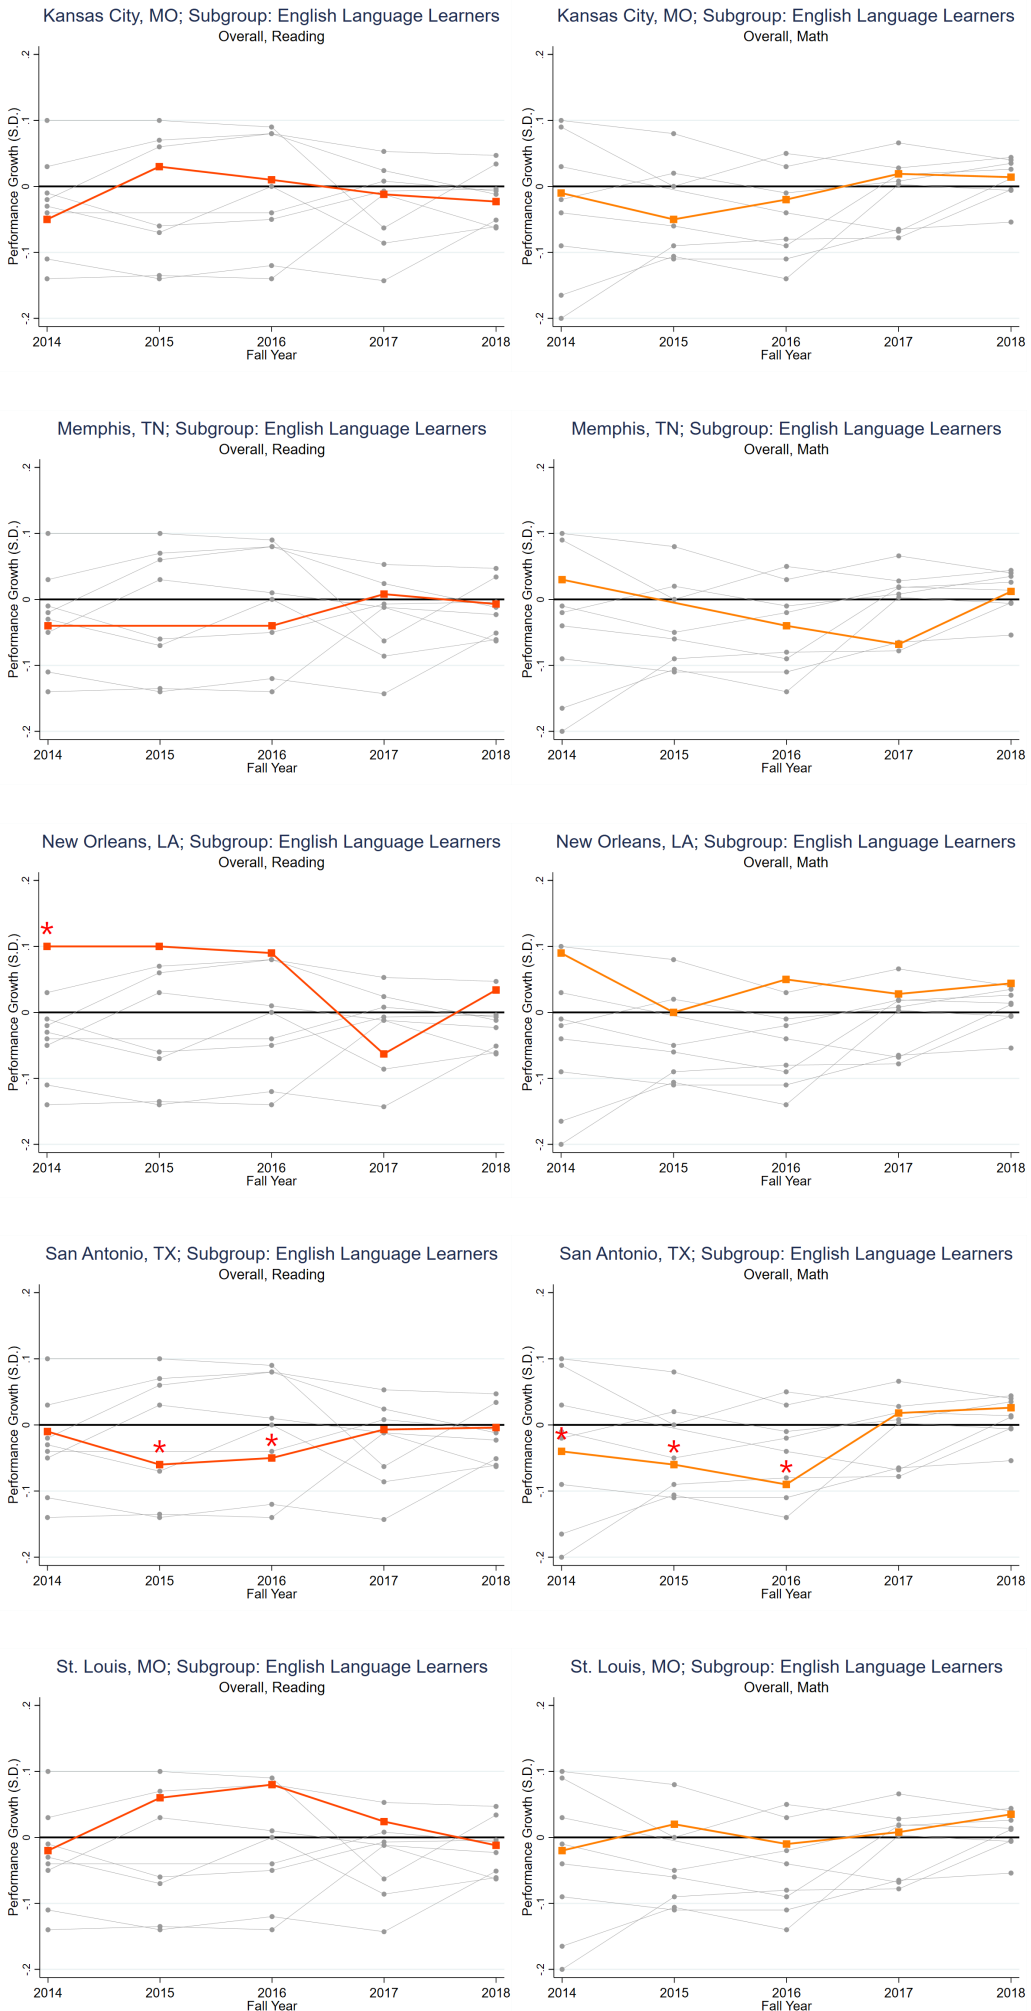 Kansas City, MO; Subgroup: English Language Learners
Overall, Reading
Performance Growth (S.D.)
.2
.1
0
-.1
-.2
2014 2015 2016 2017 2018
Fall Year
Kansas City, MO; Subgroup: English Language Learners
Overall, Math
Performance Growth (S.D.)
.2
.1
0
-.1
-.2
2014 2015 2016 2017 2018
Fall Year
Memphis, TN; Subgroup: English Language Learners
Overall, Reading
Performance Growth (S.D.)
.2
.1
0
-.1
-.2
2014 2015 2016 2017 2018
Fall Year
Memphis, TN; Subgroup: English Language Learners
Overall, Math
Performance Growth (S.D.)
.2
.1
0
-.1
-.2
2014 2015 2016 2017 2018
Fall Year
New Orleans, LA; Subgroup: English Language Learners
Overall, Reading
Performance Growth (S.D.)
.2
.1
0
-.1
-.2
*
2014 2015 2016 2017 2018
Fall Year
New Orleans, LA; Subgroup: English Language Learners
Overall, Math
Performance Growth (S.D.)
.2
.1
0
-.1
-.2
2014 2015 2016 2017 2018
Fall Year
San Antonio, TX; Subgroup: English Language Learners
Overall, Reading
Performance Growth (S.D.)
.2
.1
0
-.1
-.2
* *
2014 2015 2016 2017 2018
Fall Year
San Antonio, TX; Subgroup: English Language Learners
Overall, Math
Performance Growth (S.D.)
.2
.1
0
-.1
-.2
* * *
2014 2015 2016 2017 2018
Fall Year
St. Louis, MO; Subgroup: English Language Learners
Overall, Reading
Performance Growth (S.D.)
.2
.1
0
-.1
-.2
2014 2015 2016 2017 2018
Fall Year
St. Louis, MO; Subgroup: English Language Learners
Overall, Math
Performance Growth (S.D.)
.2
.1
0
-.1
-.2
2014 2015 2016 2017 2018
Fall Year